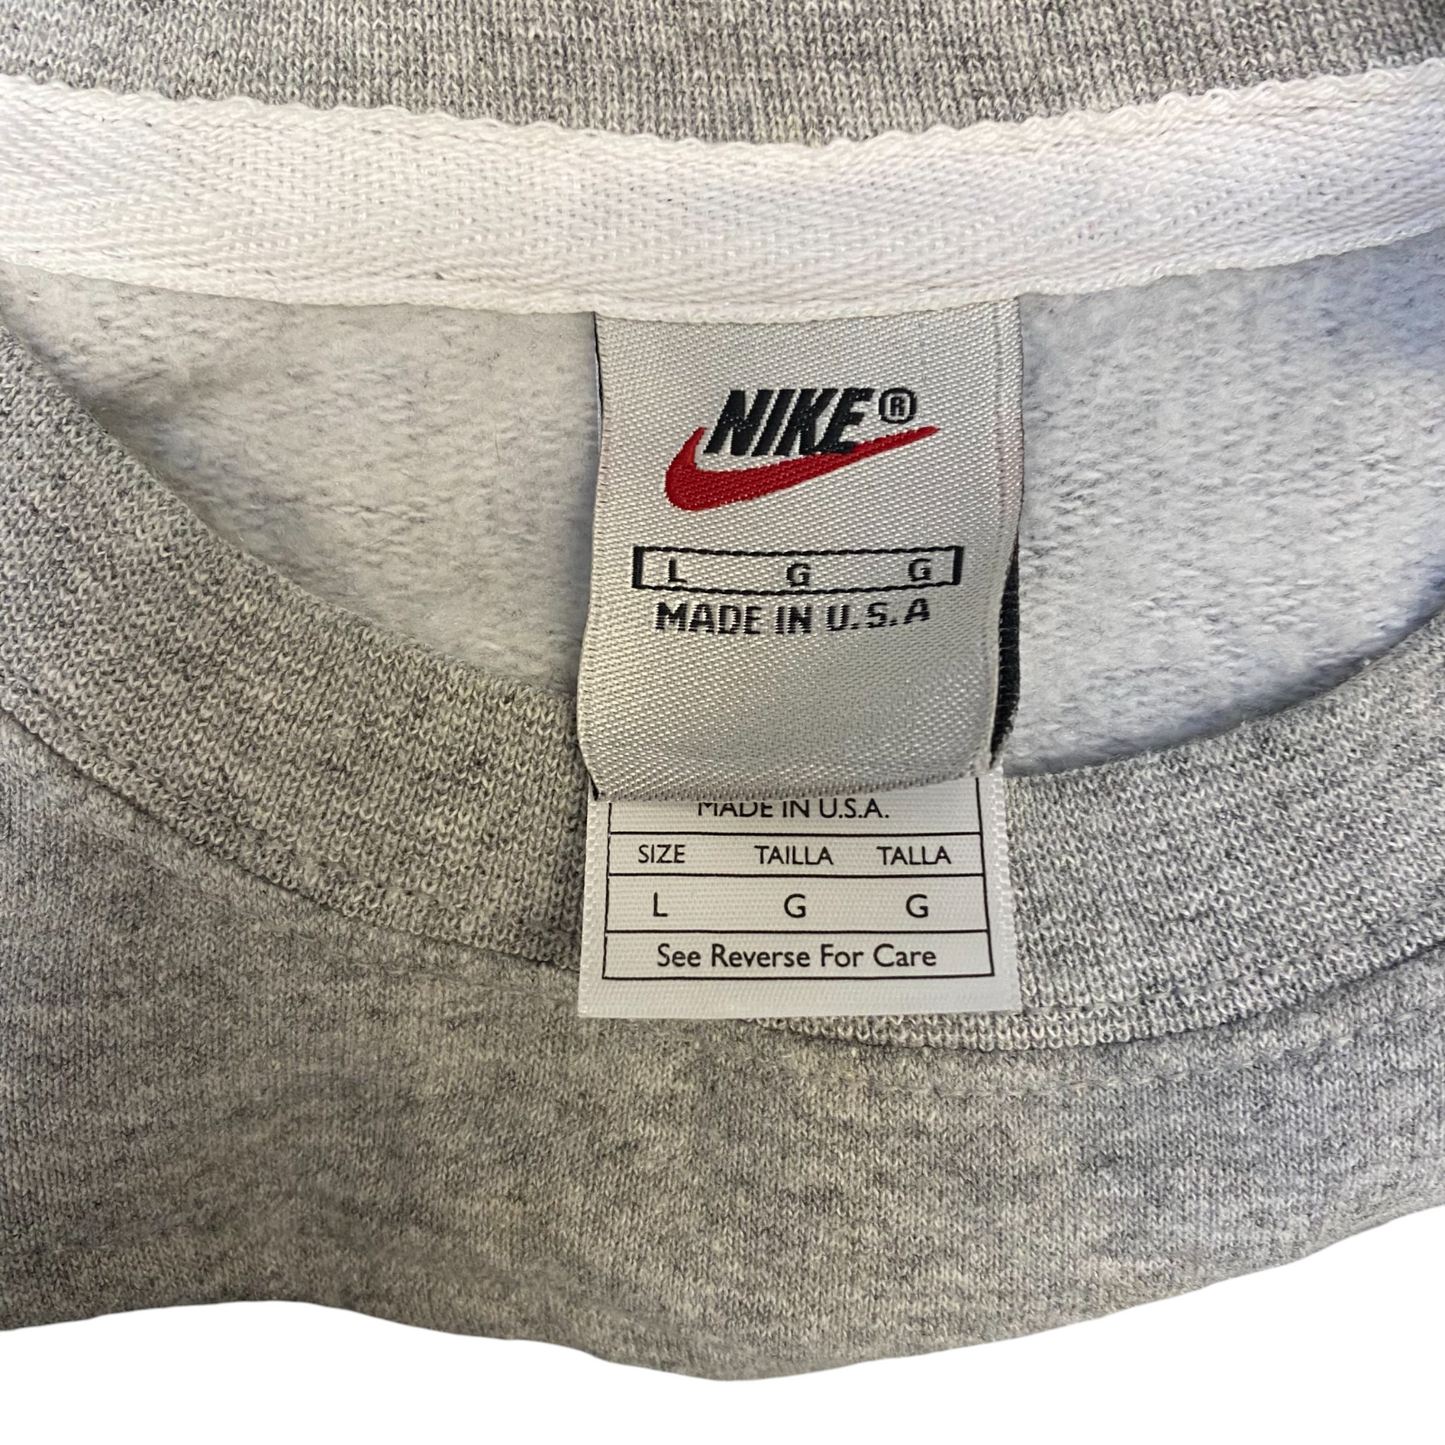 NIKE®
L G G
MADE IN U.S.A
MADE IN U.S.A.
SIZE TAILLA TALLA
L G G
See Reverse For Care